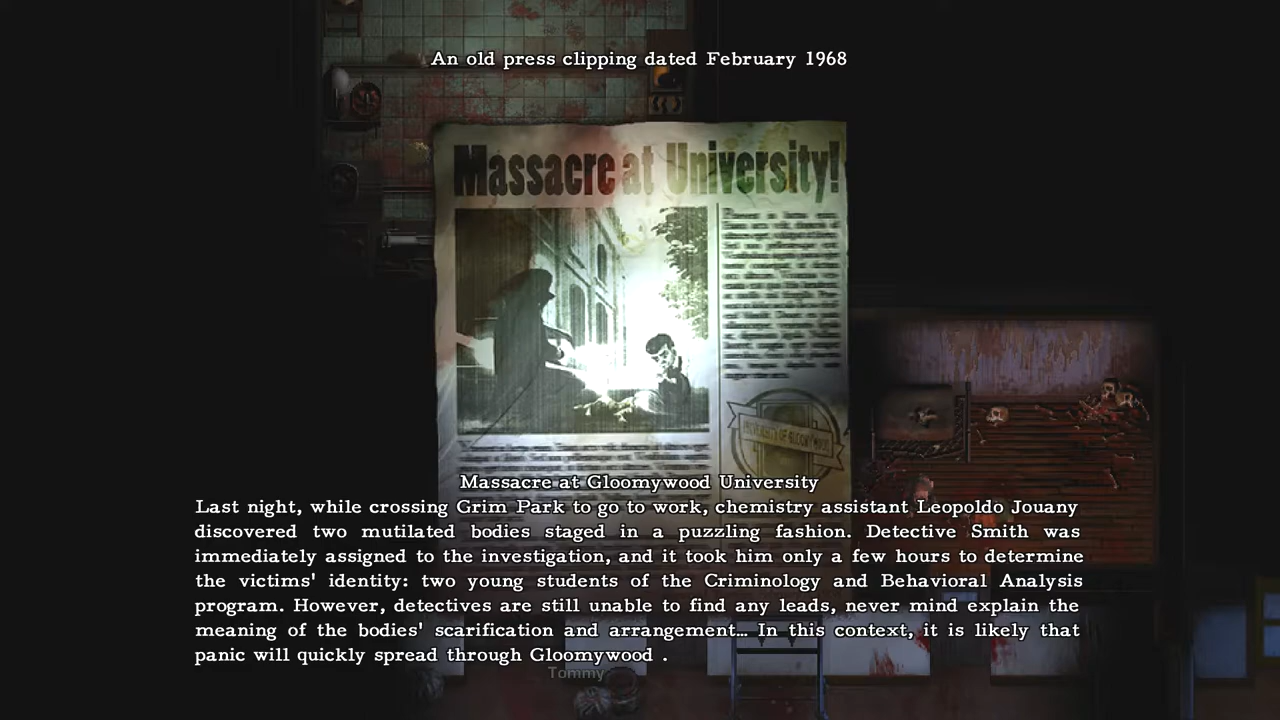 An old press clipping dated February 1968
Massacre at University!
UNIVERSITY OF GLOOMYWOOD
Massacre at Gloomywood University
Last night, while crossing Grim Park to go to work, chemistry assistant Leopoldo Jouany
discovered two mutilated bodies staged in a puzzling fashion. Detective Smith was
immediately assigned to the investigation, and it took him only a few hours to determine
the victims' identity: two young students of the Criminology and Behavioral Analysis
program. However, detectives are still unable to find any leads, never mind explain the
meaning of the bodies' scarification and arrangement... In this context, it is likely that
panic will quickly spread through Gloomywood .
Tommy